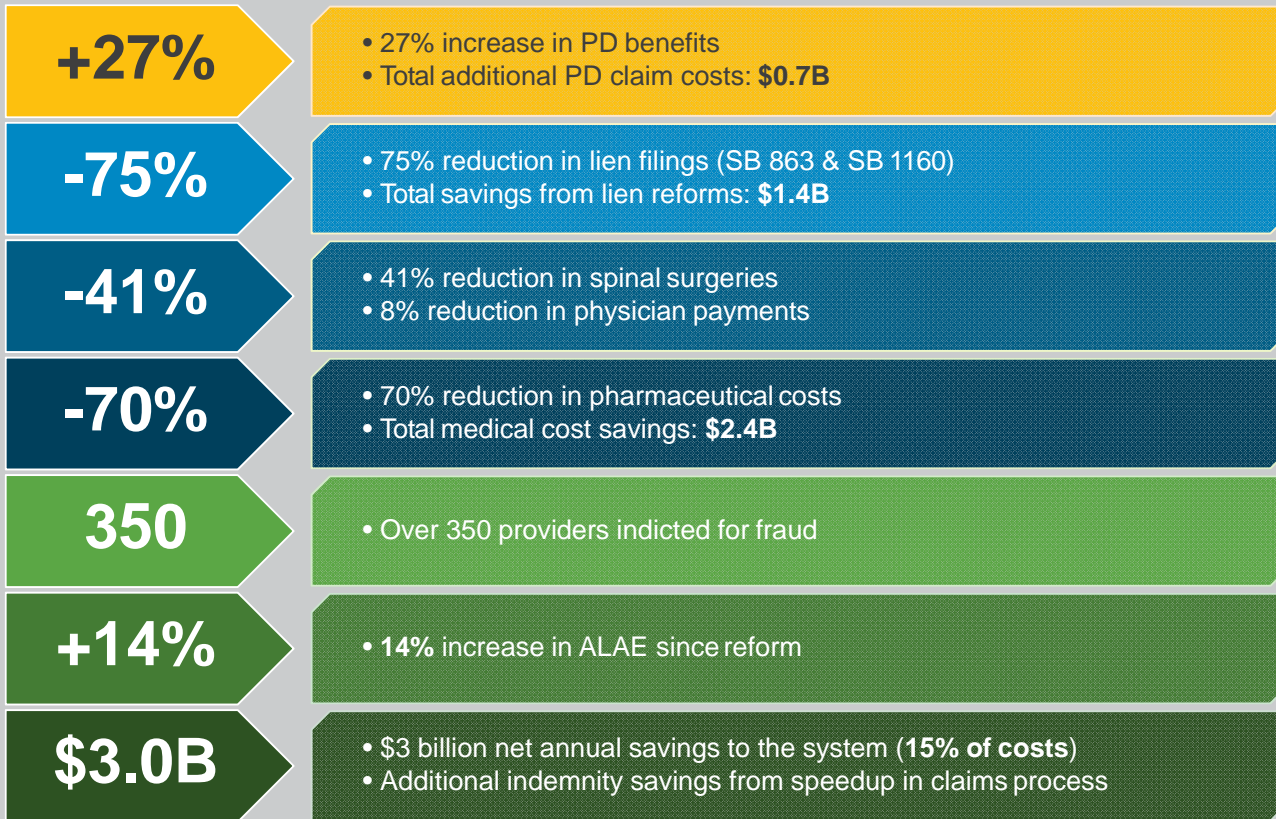 +27%
• 27% increase in PD benefits
• Total additional PD claim costs: $0.7B
-75%
• 75% reduction in lien filings (SB 863 & SB 1160)
• Total savings from lien reforms: $1.4B
-41%
• 41% reduction in spinal surgeries
• 8% reduction in physician payments
-70%
• 70% reduction in pharmaceutical costs
• Total medical cost savings: $2.4B
350
• Over 350 providers indicted for fraud
+14%
• 14% increase in ALAE since reform
$3.0B
• $3 billion net annual savings to the system (15% of costs)
• Additional indemnity savings from speedup in claims process